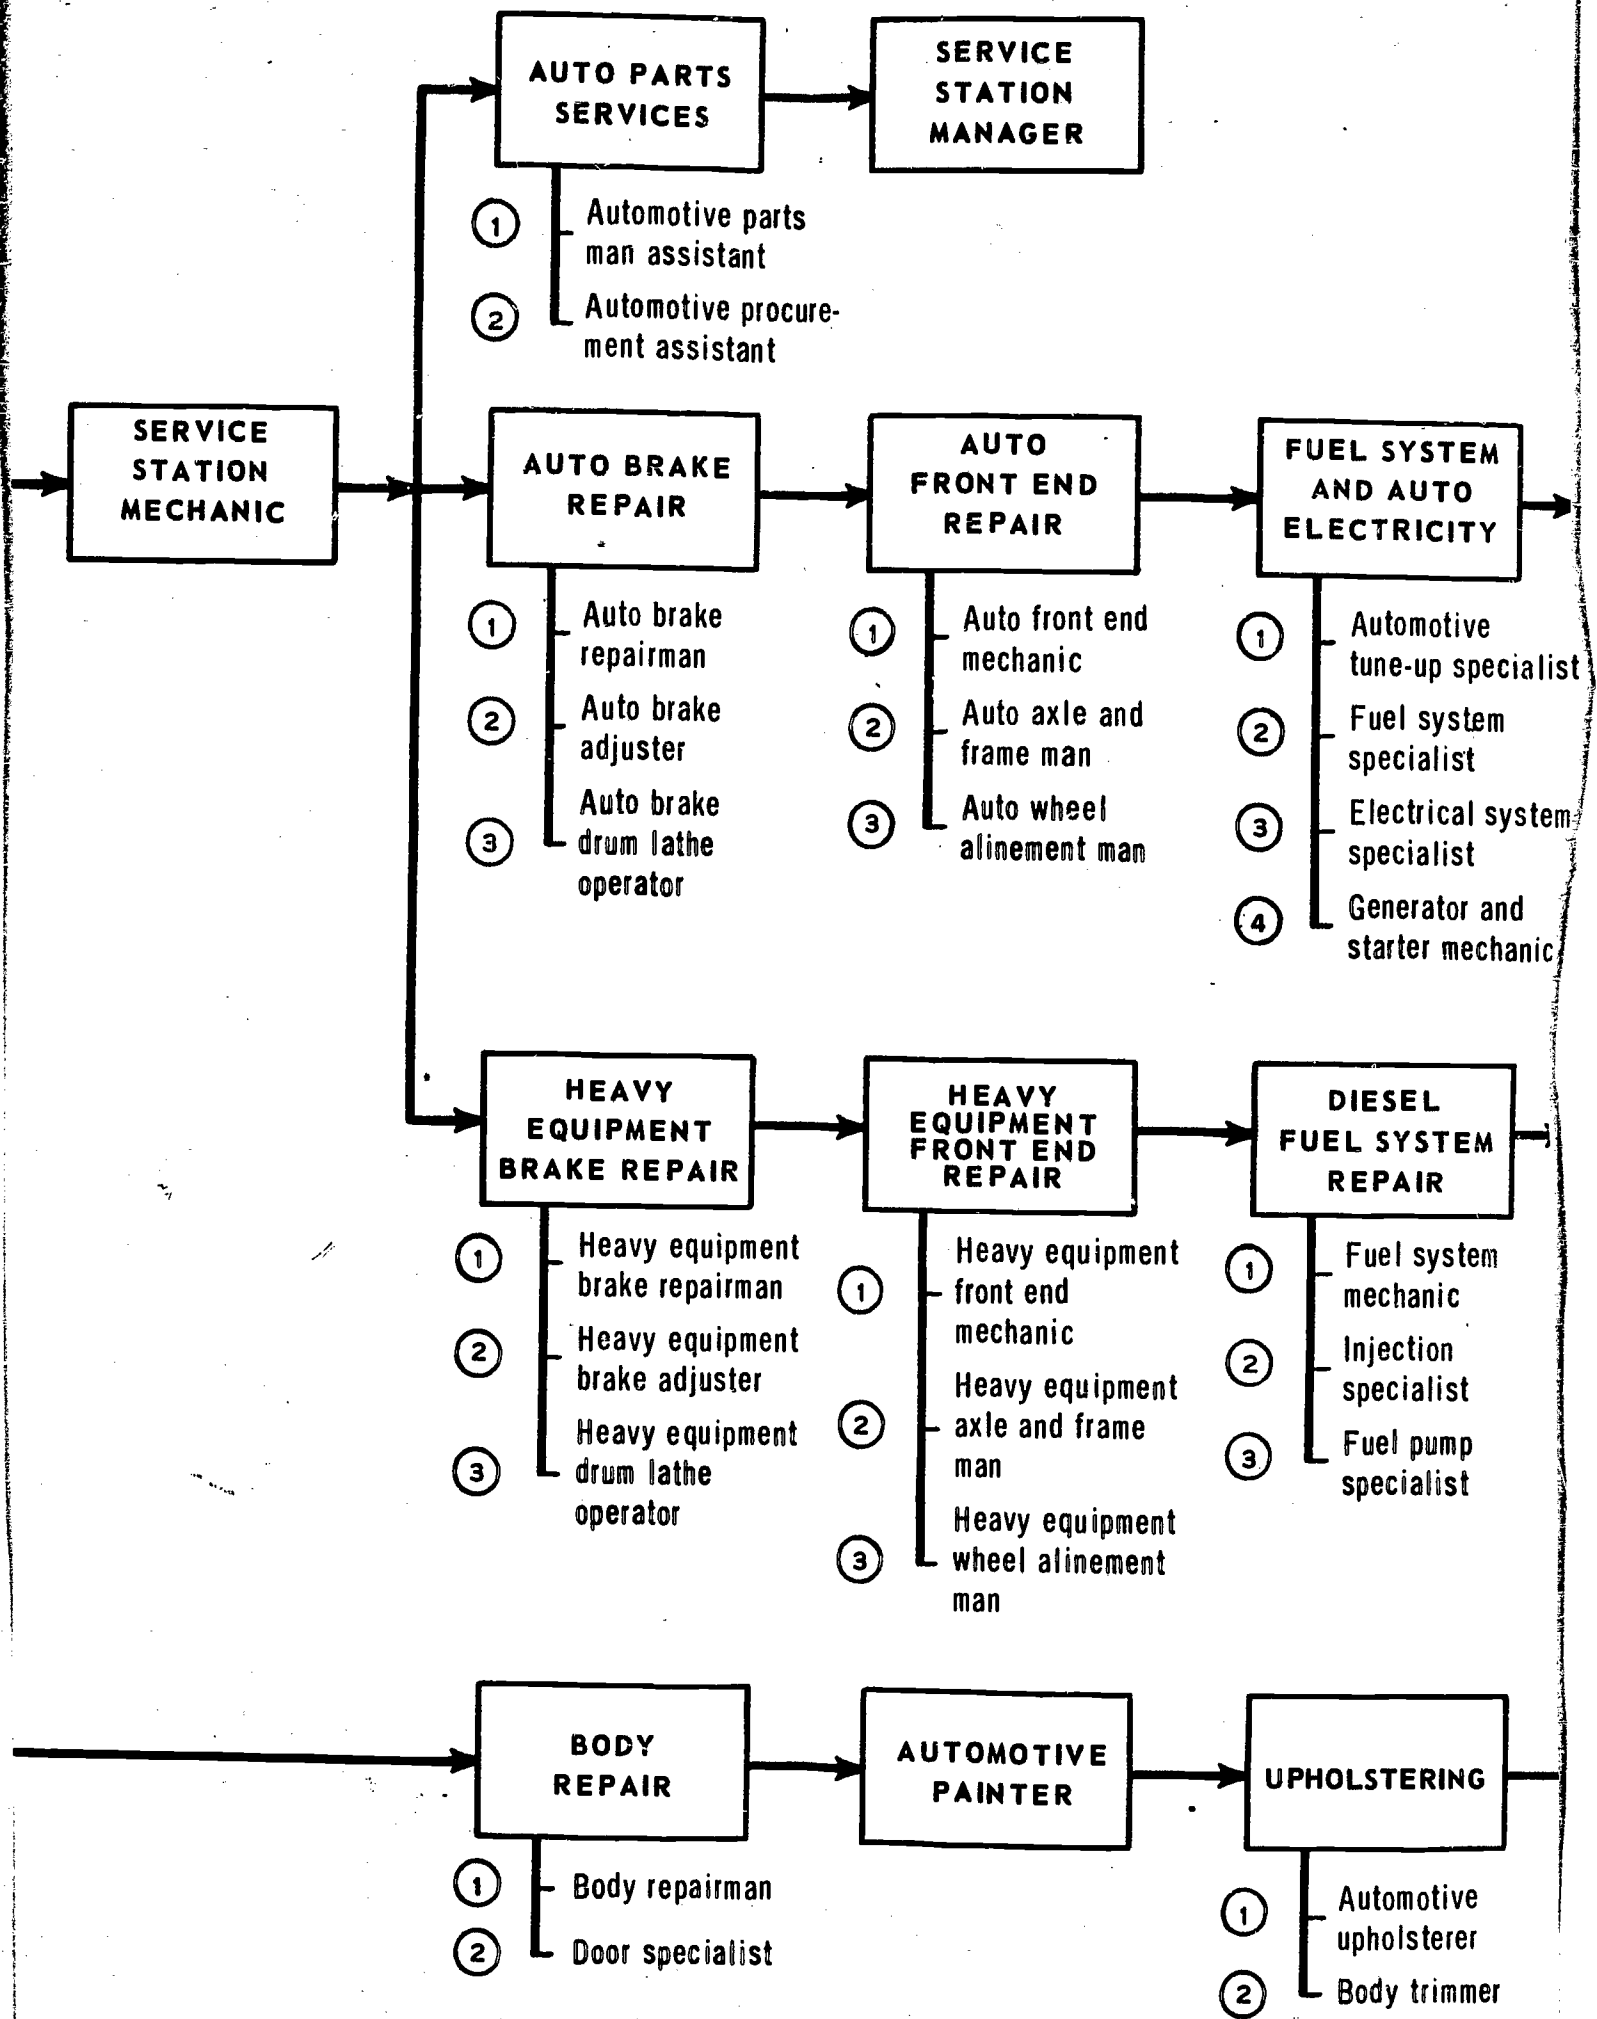 AUTO PARTS
SERVICES
SERVICE
STATION
MANAGER
1
Automotive parts
man assistant
2
Automotive procure-
ment assistant
SERVICE
STATION
MECHANIC
AUTO BRAKE
REPAIR
AUTO
FRONT END
REPAIR
FUEL SYSTEM
AND AUTO
ELECTRICITY
1
Auto brake
repairman
2
Auto brake
adjuster
3
Auto brake
drum lathe
operator
1
Auto front end
mechanic
2
Auto axle and
frame man
3
Auto wheel
alinement man
1
Automotive
tune-up specialist
2
Fuel system
specialist
3
Electrical system
specialist
4
Generator and
starter mechanic
HEAVY
EQUIPMENT
BRAKE REPAIR
HEAVY
EQUIPMENT
FRONT END
REPAIR
DIESEL
FUEL SYSTEM
REPAIR
1
Heavy equipment
brake repairman
2
Heavy equipment
brake adjuster
3
Heavy equipment
drum lathe
operator
1
Heavy equipment
front end
mechanic
2
Heavy equipment
axle and frame
man
3
Heavy equipment
wheel alinement
man
1
Fuel system
mechanic
2
Injection
specialist
3
Fuel pump
specialist
BODY
REPAIR
AUTOMOTIVE
PAINTER
UPHOLSTERING
1
Body repairman
2
Door specialist
1
Automotive
upholsterer
2
Body trimmer